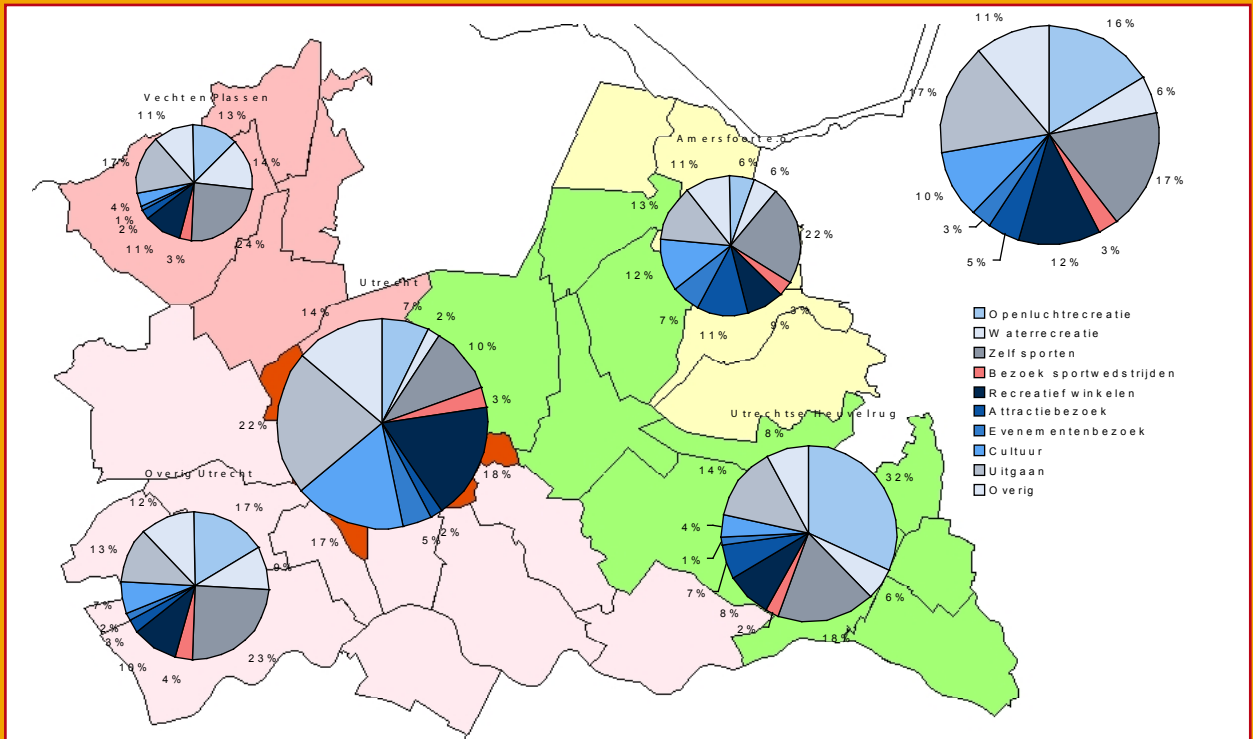 Vecht en Plassen
11% 13%
17% 14%
4%
1%
2%
11% 3% 24%
Amersfoort e.o
11% 6% 6%
13% 22%
12%
7% 11% 9% 3%
11% 16%
17% 6%
10% 17%
3%
5% 12% 3%
Utrecht
14% 7% 2%
10%
3%
22%
18%
17% 5% 2%
Openluchtrecreatie
Waterrecreatie
Zelf sporten
Bezoek sportwedstrijden
Recreatief winkelen
Attractiebezoek
Evenementenbezoek
Cultuur
Uitgaan
Overig
Utrechtse Heuvelrug
8%
14% 32%
4%
1%
7% 6%
8%
2% 18%
Overig Utrecht
12% 17%
13% 9%
7%
2%
3%
10% 4% 23%